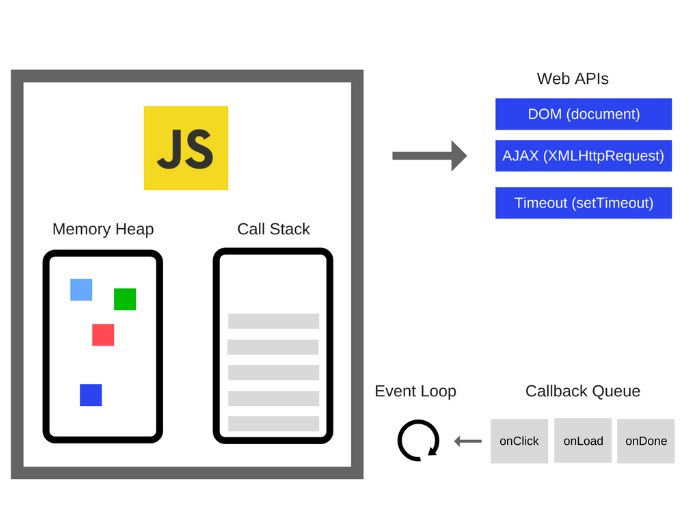 Web APIs
DOM (document)
AJAX (XMLHttpRequest)
Timeout (setTimeout)
JS
Memory Heap
Call Stack
Event Loop
Callback Queue
onClick
onLoad
onDone